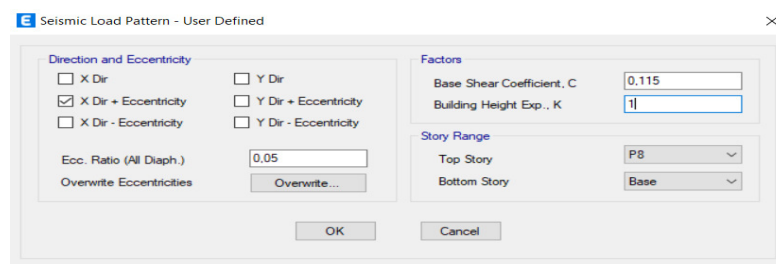 E Seismic Load Pattern - User Defined
Direction and Eccentricity
X Dir
Y Dir
X Dir + Eccentricity
Y Dir + Eccentricity
X Dir - Eccentricity
Y Dir - Eccentricity
Ecc. Ratio (All Diaph.)
0,05
Overwrite Eccentricities
Overwrite...
Factors
Base Shear Coefficient, C
0,115
Building Height Exp., K
1
Story Range
Top Story
P8
Bottom Story
Base
OK
Cancel